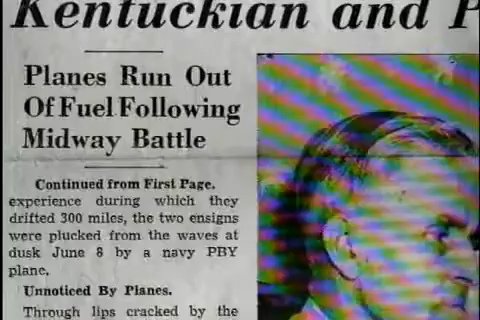 Kentuckian and P
Planes Run Out
Of Fuel Following
Midway Battle
Continued from First Page.
experience during which they
drifted 300 miles, the two ensigns
were plucked from the waves at
dusk June 8 by a navy PBY
plane.
Unnoticed By Planes.
Through lips cracked by the